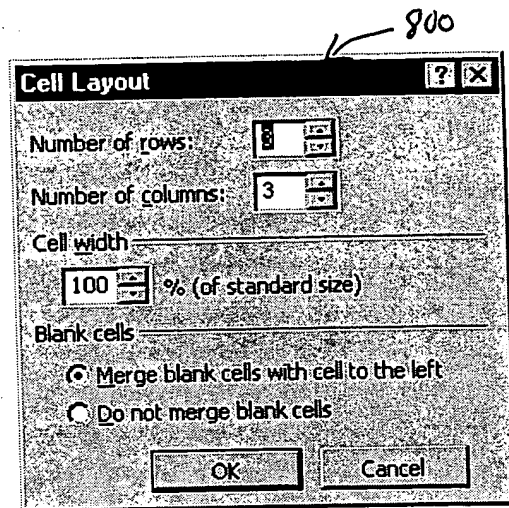 800
Cell Layout ? X
Number of rows:
Number of columns: 3
Cell width
100 % (of standard size)
Blank cells
Merge blank cells with cell to the left
Do not merge blank cells
OK Cancel